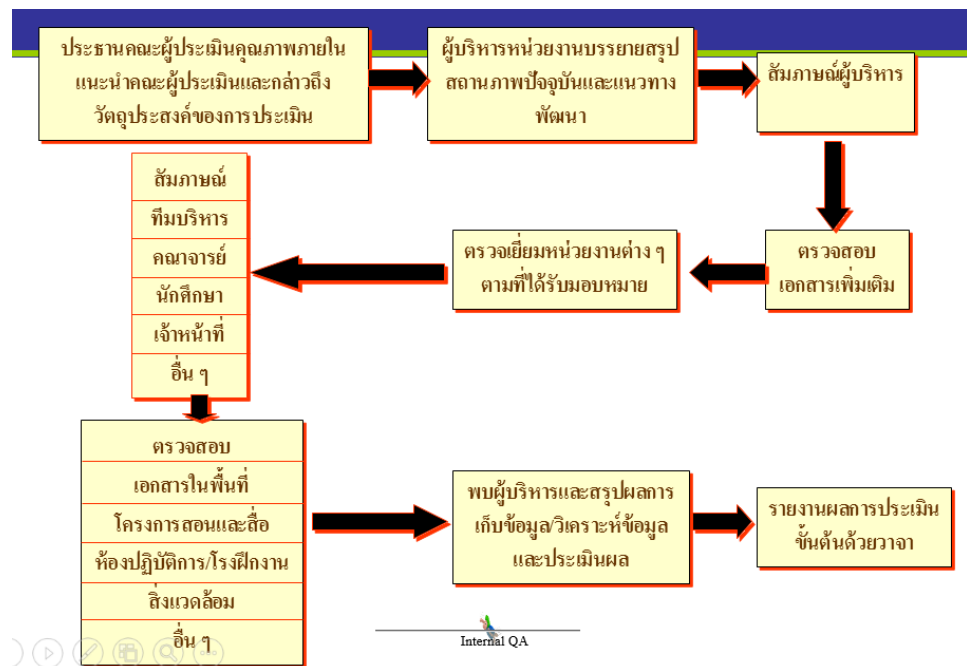 ประธานคณะผู้ประเมินคุณภาพภายใน
แนะนำคณะผู้ประเมินและกล่าวถึง
วัตถุประสงค์ของการประเมิน
ผู้บริหารหน่วยงานบรรยายสรุป
สถานภาพปัจจุบันและแนวทาง
พัฒนา
สัมภาษณ์ผู้บริหาร
ตรวจสอบ
เอกสารเพิ่มเติม
ตรวจเยี่ยมหน่วยงานต่าง ๆ
ตามที่ได้รับมอบหมาย
สัมภาษณ์
ทีมบริหาร
คณาจารย์
นักศึกษา
เจ้าหน้าที่
อื่น ๆ
ตรวจสอบ
เอกสารในพื้นที่
โครงการสอนและสื่อ
ห้องปฏิบัติการ/โรงฝึกงาน
สิ่งแวดล้อม
อื่น ๆ
พบผู้บริหารและสรุปผลการ
เก็บข้อมูล/วิเคราะห์ข้อมูล
และประเมินผล
รายงานผลการประเมิน
ขั้นต้นด้วยวาจา
Internal QA